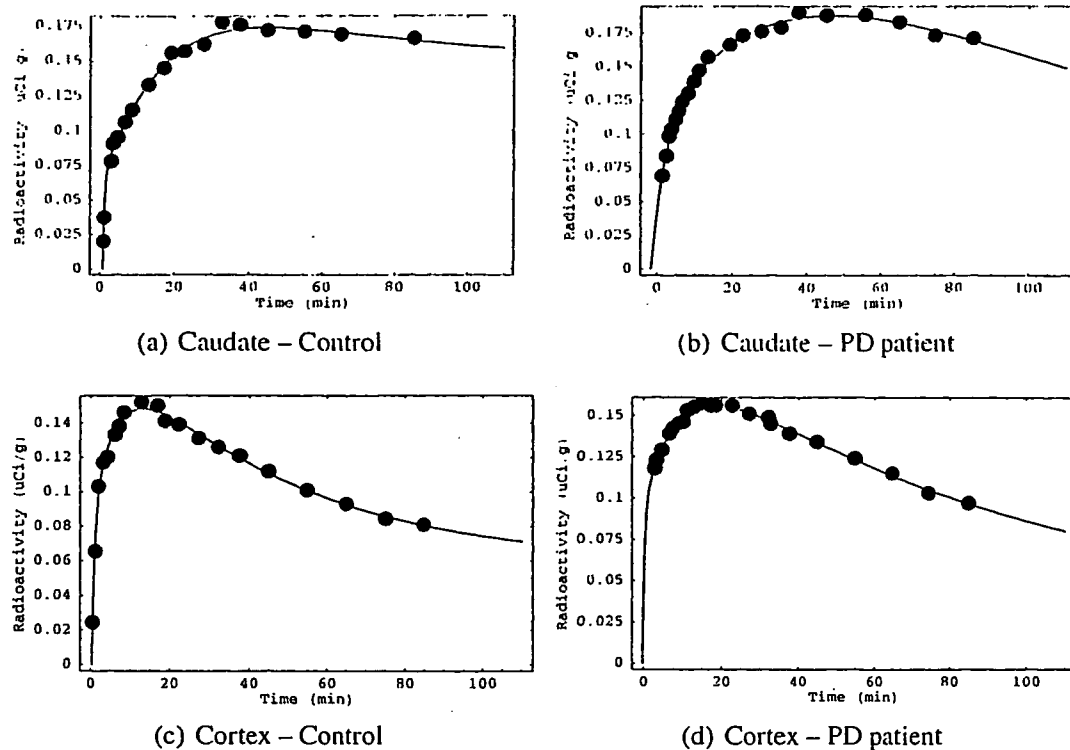 Radioactivity uCi g.
0.175
0.15
0.125
0.1
0.075
0.05
0.025
0
0 20 40 60 80 100
Time (min)
(a) Caudate – Control
Radioactivity (uCi g
0.175
0.15
0.125
0.1
0.075
0.05
0.025
0
0 20 40 60 80 100
Time (min)
(b) Caudate – PD patient
Radioactivity (uCi/g)
0.14
0.12
0.1
0.08
0.06
0.04
0.02
0
0 20 40 60 80 100
Time (min)
(c) Cortex – Control
Radioactivity (uCi.g)
0.15
0.125
0.1
0.075
0.05
0.025
0
0 20 40 60 80 100
Time (min)
(d) Cortex – PD patient